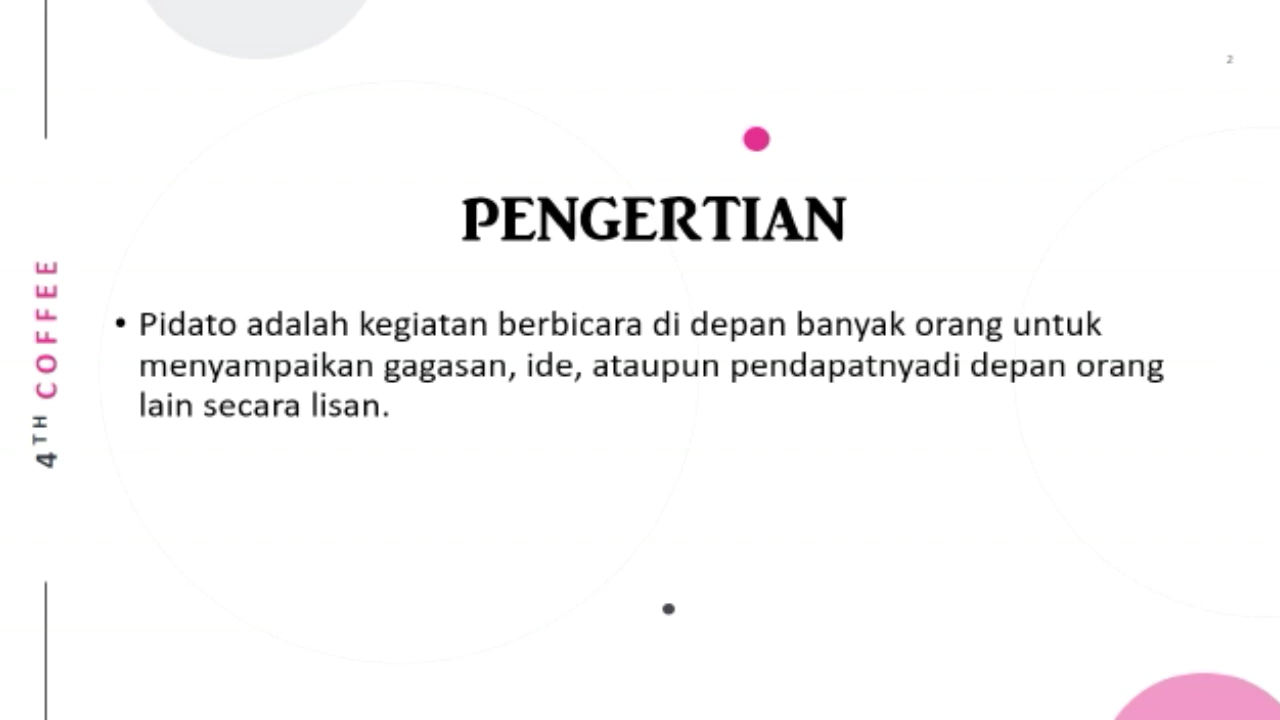 2
PENGERTIAN
• Pidato adalah kegiatan berbicara di depan banyak orang untuk
menyampaikan gagasan, ide, ataupun pendapatnyadi depan orang
lain secara lisan.
4TH COFFEE